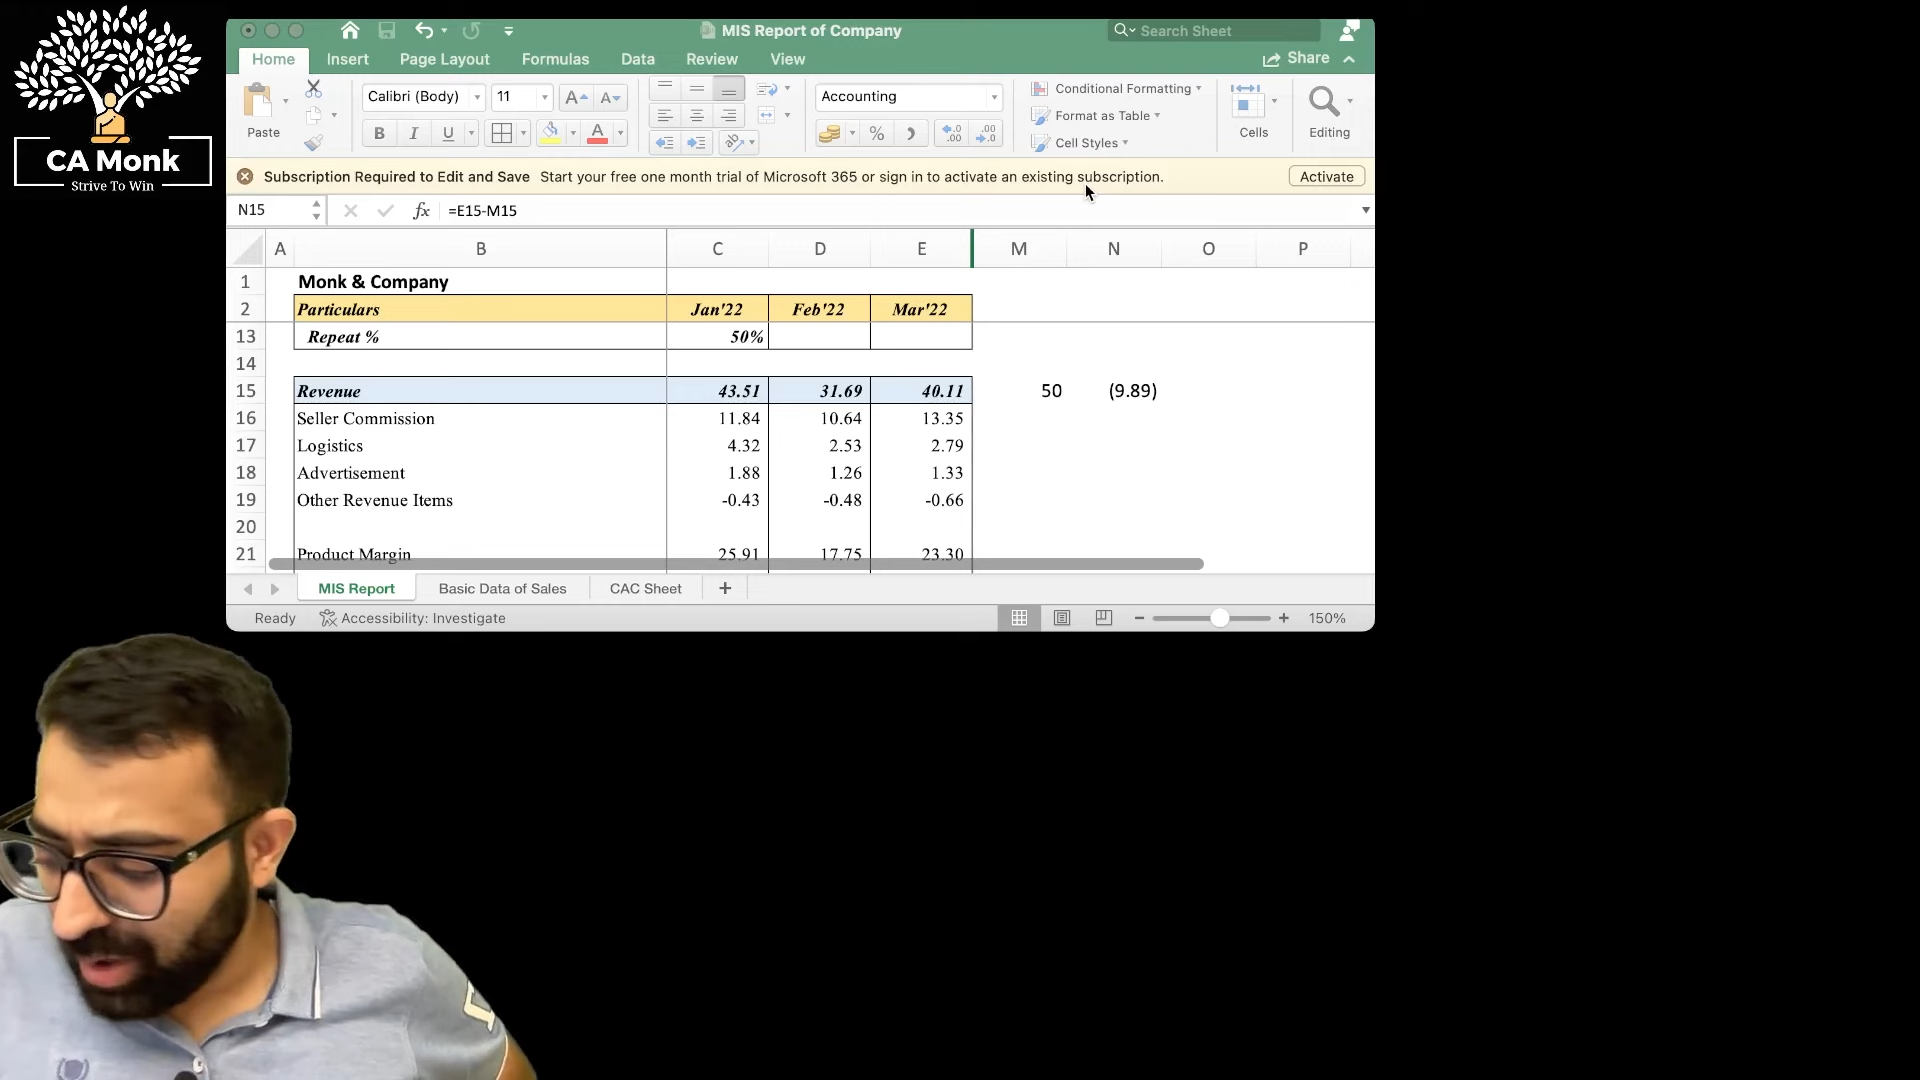 CA Monk
Strive To Win
MIS Report of Company
Search Sheet
Home Insert Page Layout Formulas Data Review View Share
Paste Calibri (Body) 11 Accounting Conditional Formatting
Format as Table
Cell Styles
Cells Editing
B I U %
Subscription Required to Edit and Save Start your free one month trial of Microsoft 365 or sign in to activate an existing subscription. Activate
N15 fx =E15-M15
A B C D E M N O P
1 Monk & Company
2 Particulars Jan'22 Feb'22 Mar'22
13 Repeat % 50%
14
15 Revenue 43.51 31.69 40.11 50 (9.89)
16 Seller Commission 11.84 10.64 13.35
17 Logistics 4.32 2.53 2.79
18 Advertisement 1.88 1.26 1.33
19 Other Revenue Items -0.43 -0.48 -0.66
20
21 Product Margin 25.91 17.75 23.30
MIS Report Basic Data of Sales CAC Sheet +
Ready Accessibility: Investigate 150%